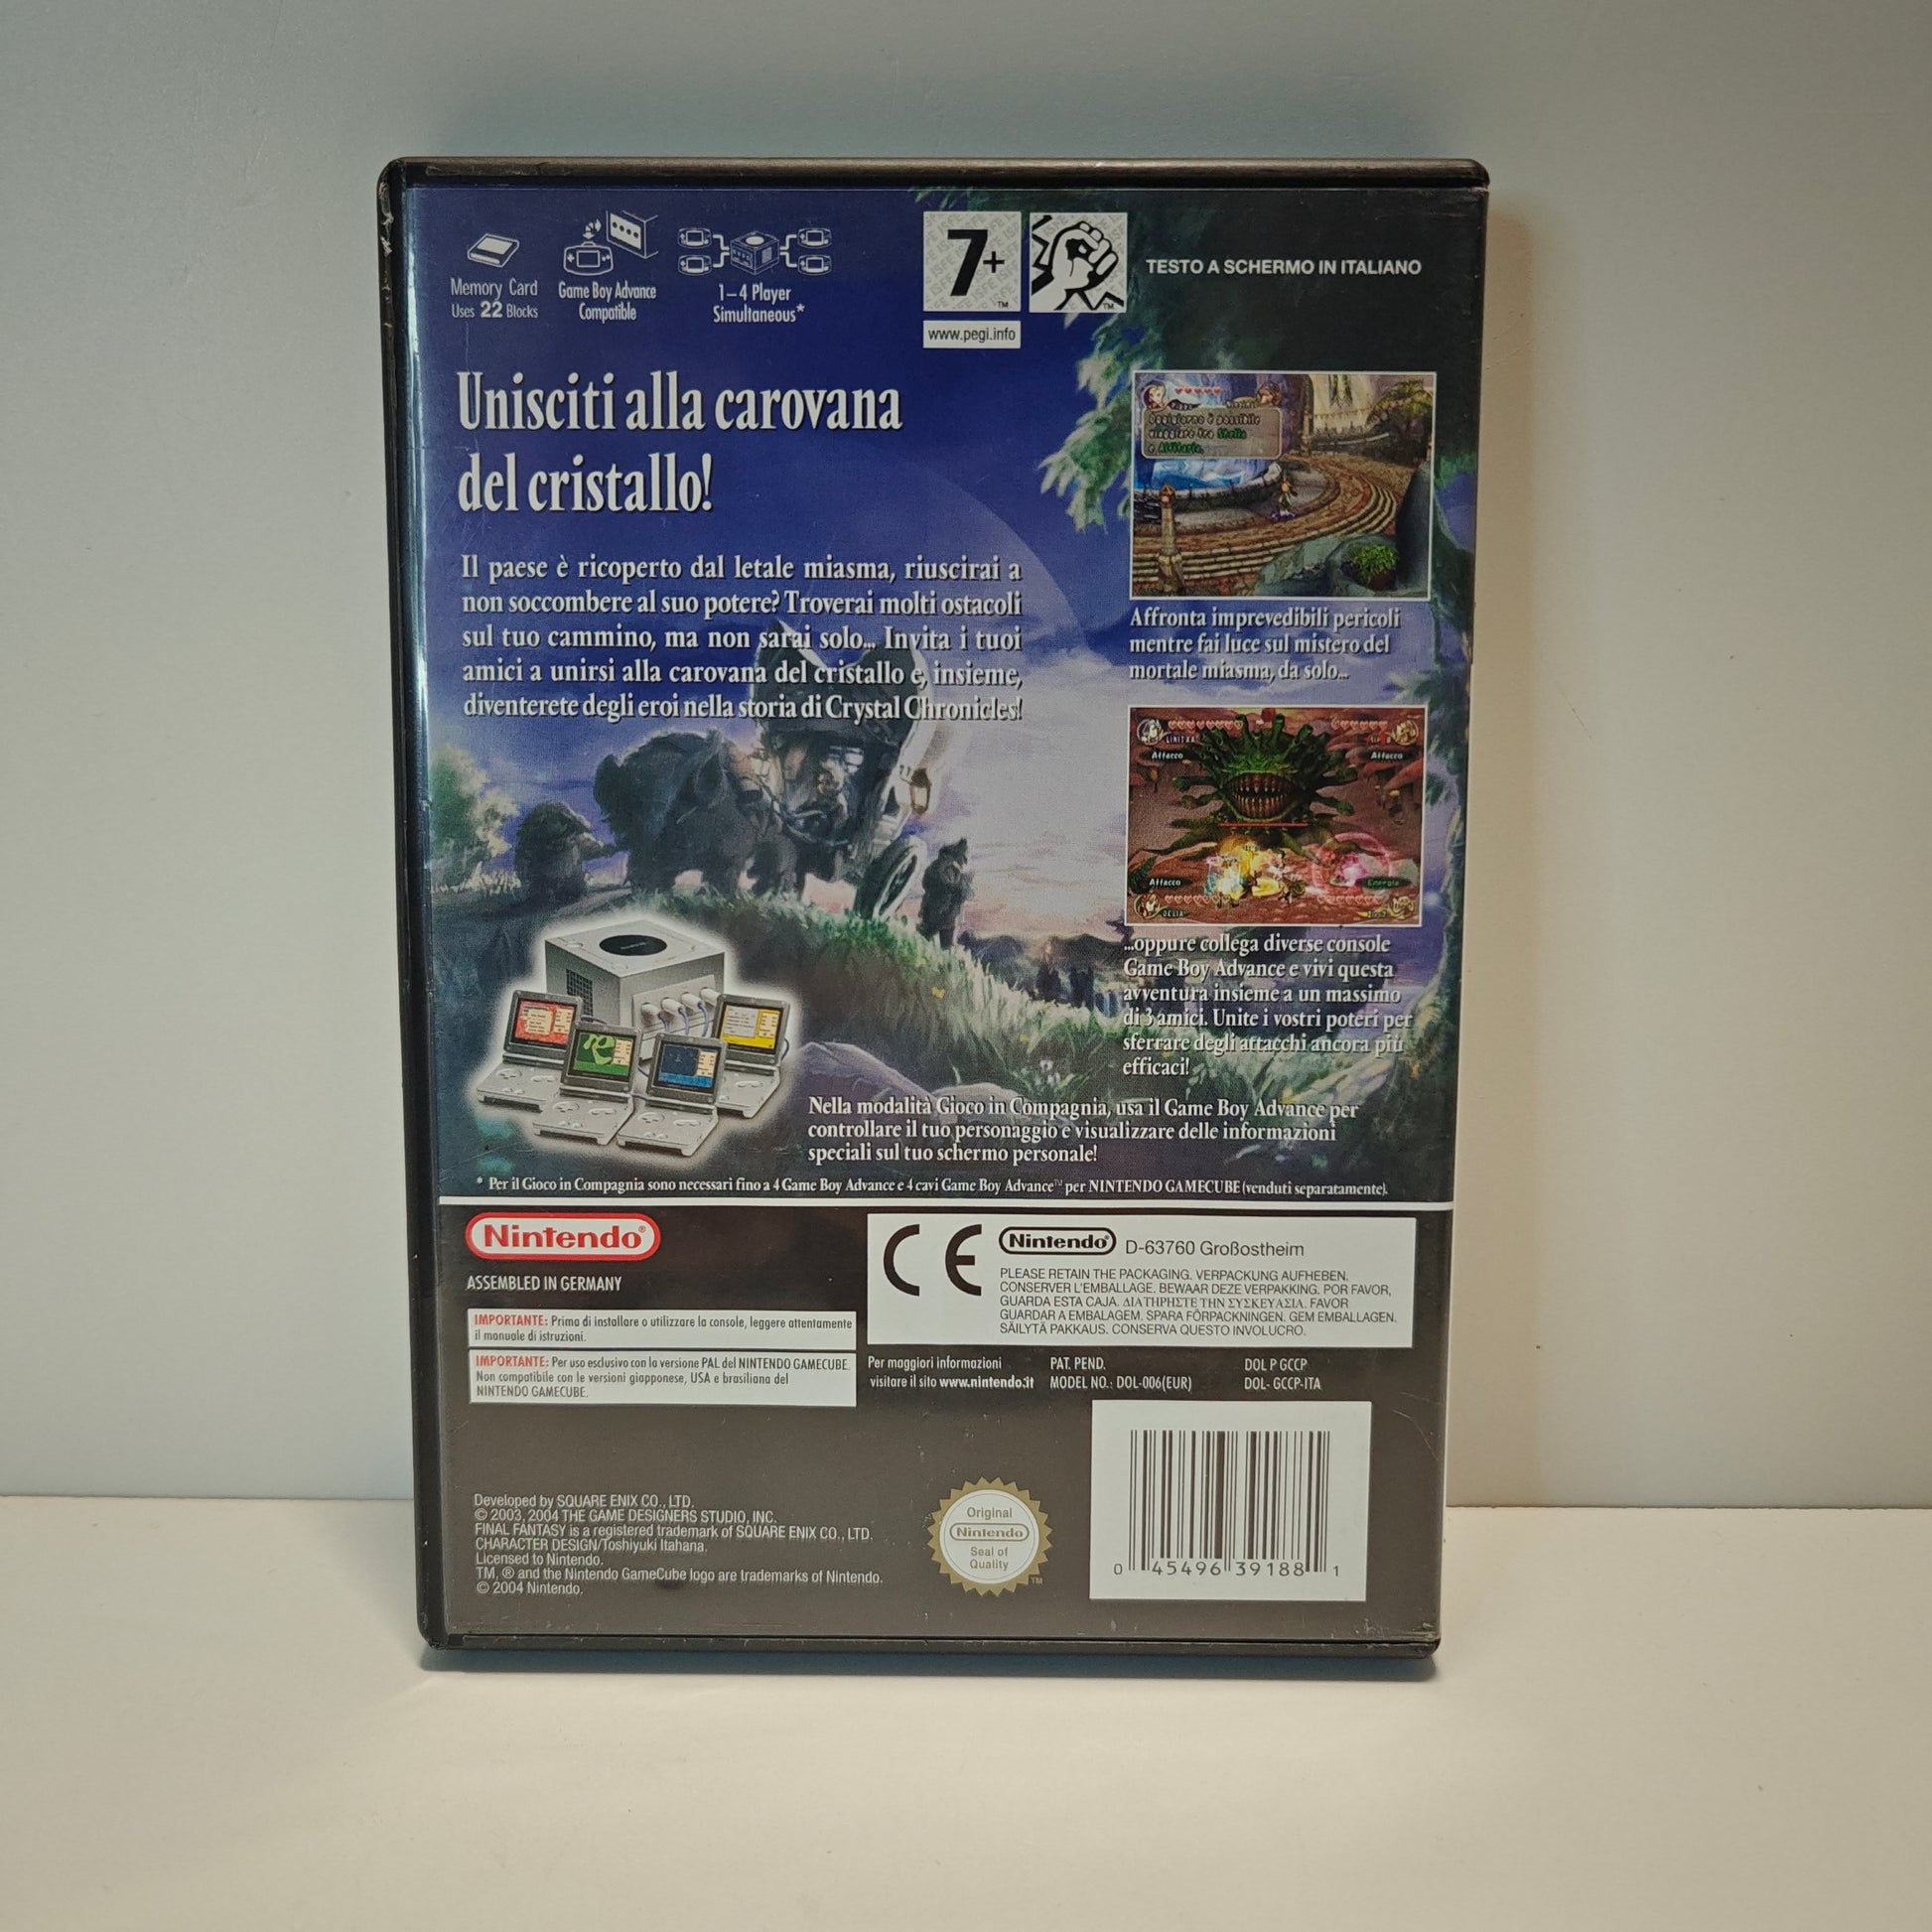 Memory Card
Uses 22 Blocks
Game Boy Advance
Compatible
1–4 Player
Simultaneous*
7+
™
™
www.pegi.info
TESTO A SCHERMO IN ITALIANO
Unisciti alla carovana
del cristallo!
Il paese è ricoperto dal letale miasma, riuscirai a
non soccombere al suo potere? Troverai molti ostacoli
sul tuo cammino, ma non sarai solo... Invita i tuoi
amici a unirsi alla carovana del cristallo e, insieme,
diventerete degli eroi nella storia di Crystal Chronicles!
Oggigiorno è possibile
viaggiare tra Shella
e Alfitaria.
Affronta imprevedibili pericoli
mentre fai luce sul mistero del
mortale miasma, da solo...
Attacco
Attacco
Attacco
Energia
DELIA
...oppure collega diverse console
Game Boy Advance e vivi questa
avventura insieme a un massimo
di 3 amici. Unite i vostri poteri per
sferrare degli attacchi ancora più
efficaci!
Nella modalità Gioco in Compagnia, usa il Game Boy Advance per
controllare il tuo personaggio e visualizzare delle informazioni
speciali sul tuo schermo personale!
* Per il Gioco in Compagnia sono necessari fino a 4 Game Boy Advance e 4 cavi Game Boy Advance™ per NINTENDO GAMECUBE (venduti separatamente).
Nintendo®
ASSEMBLED IN GERMANY
IMPORTANTE: Prima di installare o utilizzare la console, leggere attentamente
il manuale di istruzioni.
IMPORTANTE: Per uso esclusivo con la versione PAL del NINTENDO GAMECUBE.
Non compatibile con le versioni giapponese, USA e brasiliana del
NINTENDO GAMECUBE.
CE
Nintendo® D-63760 Großostheim
PLEASE RETAIN THE PACKAGING. VERPACKUNG AUFHEBEN.
CONSERVER L'EMBALLAGE. BEWAAR DEZE VERPAKKING. POR FAVOR,
GUARDA ESTA CAJA. ΔΙΑΤΗΡΗΣΤΕ ΤΗΝ ΣΥΣΚΕΥΑΣΙΑ. FAVOR
GUARDAR A EMBALAGEM. SPARA FÖRPACKNINGEN. GEM EMBALLAGEN.
SÄILYTÄ PAKKAUS. CONSERVA QUESTO INVOLUCRO.
Per maggiori informazioni
visitare il sito www.nintendo.it
PAT. PEND.
MODEL NO.: DOL-006(EUR)
DOL P GCCP
DOL- GCCP-ITA
Developed by SQUARE ENIX CO., LTD.
© 2003, 2004 THE GAME DESIGNERS STUDIO, INC.
FINAL FANTASY is a registered trademark of SQUARE ENIX CO., LTD.
CHARACTER DESIGN/Toshiyuki Itahana.
Licensed to Nintendo.
TM, ® and the Nintendo GameCube logo are trademarks of Nintendo.
© 2004 Nintendo.
Original
Nintendo
Seal of
Quality
TM
0 45496 39188 1